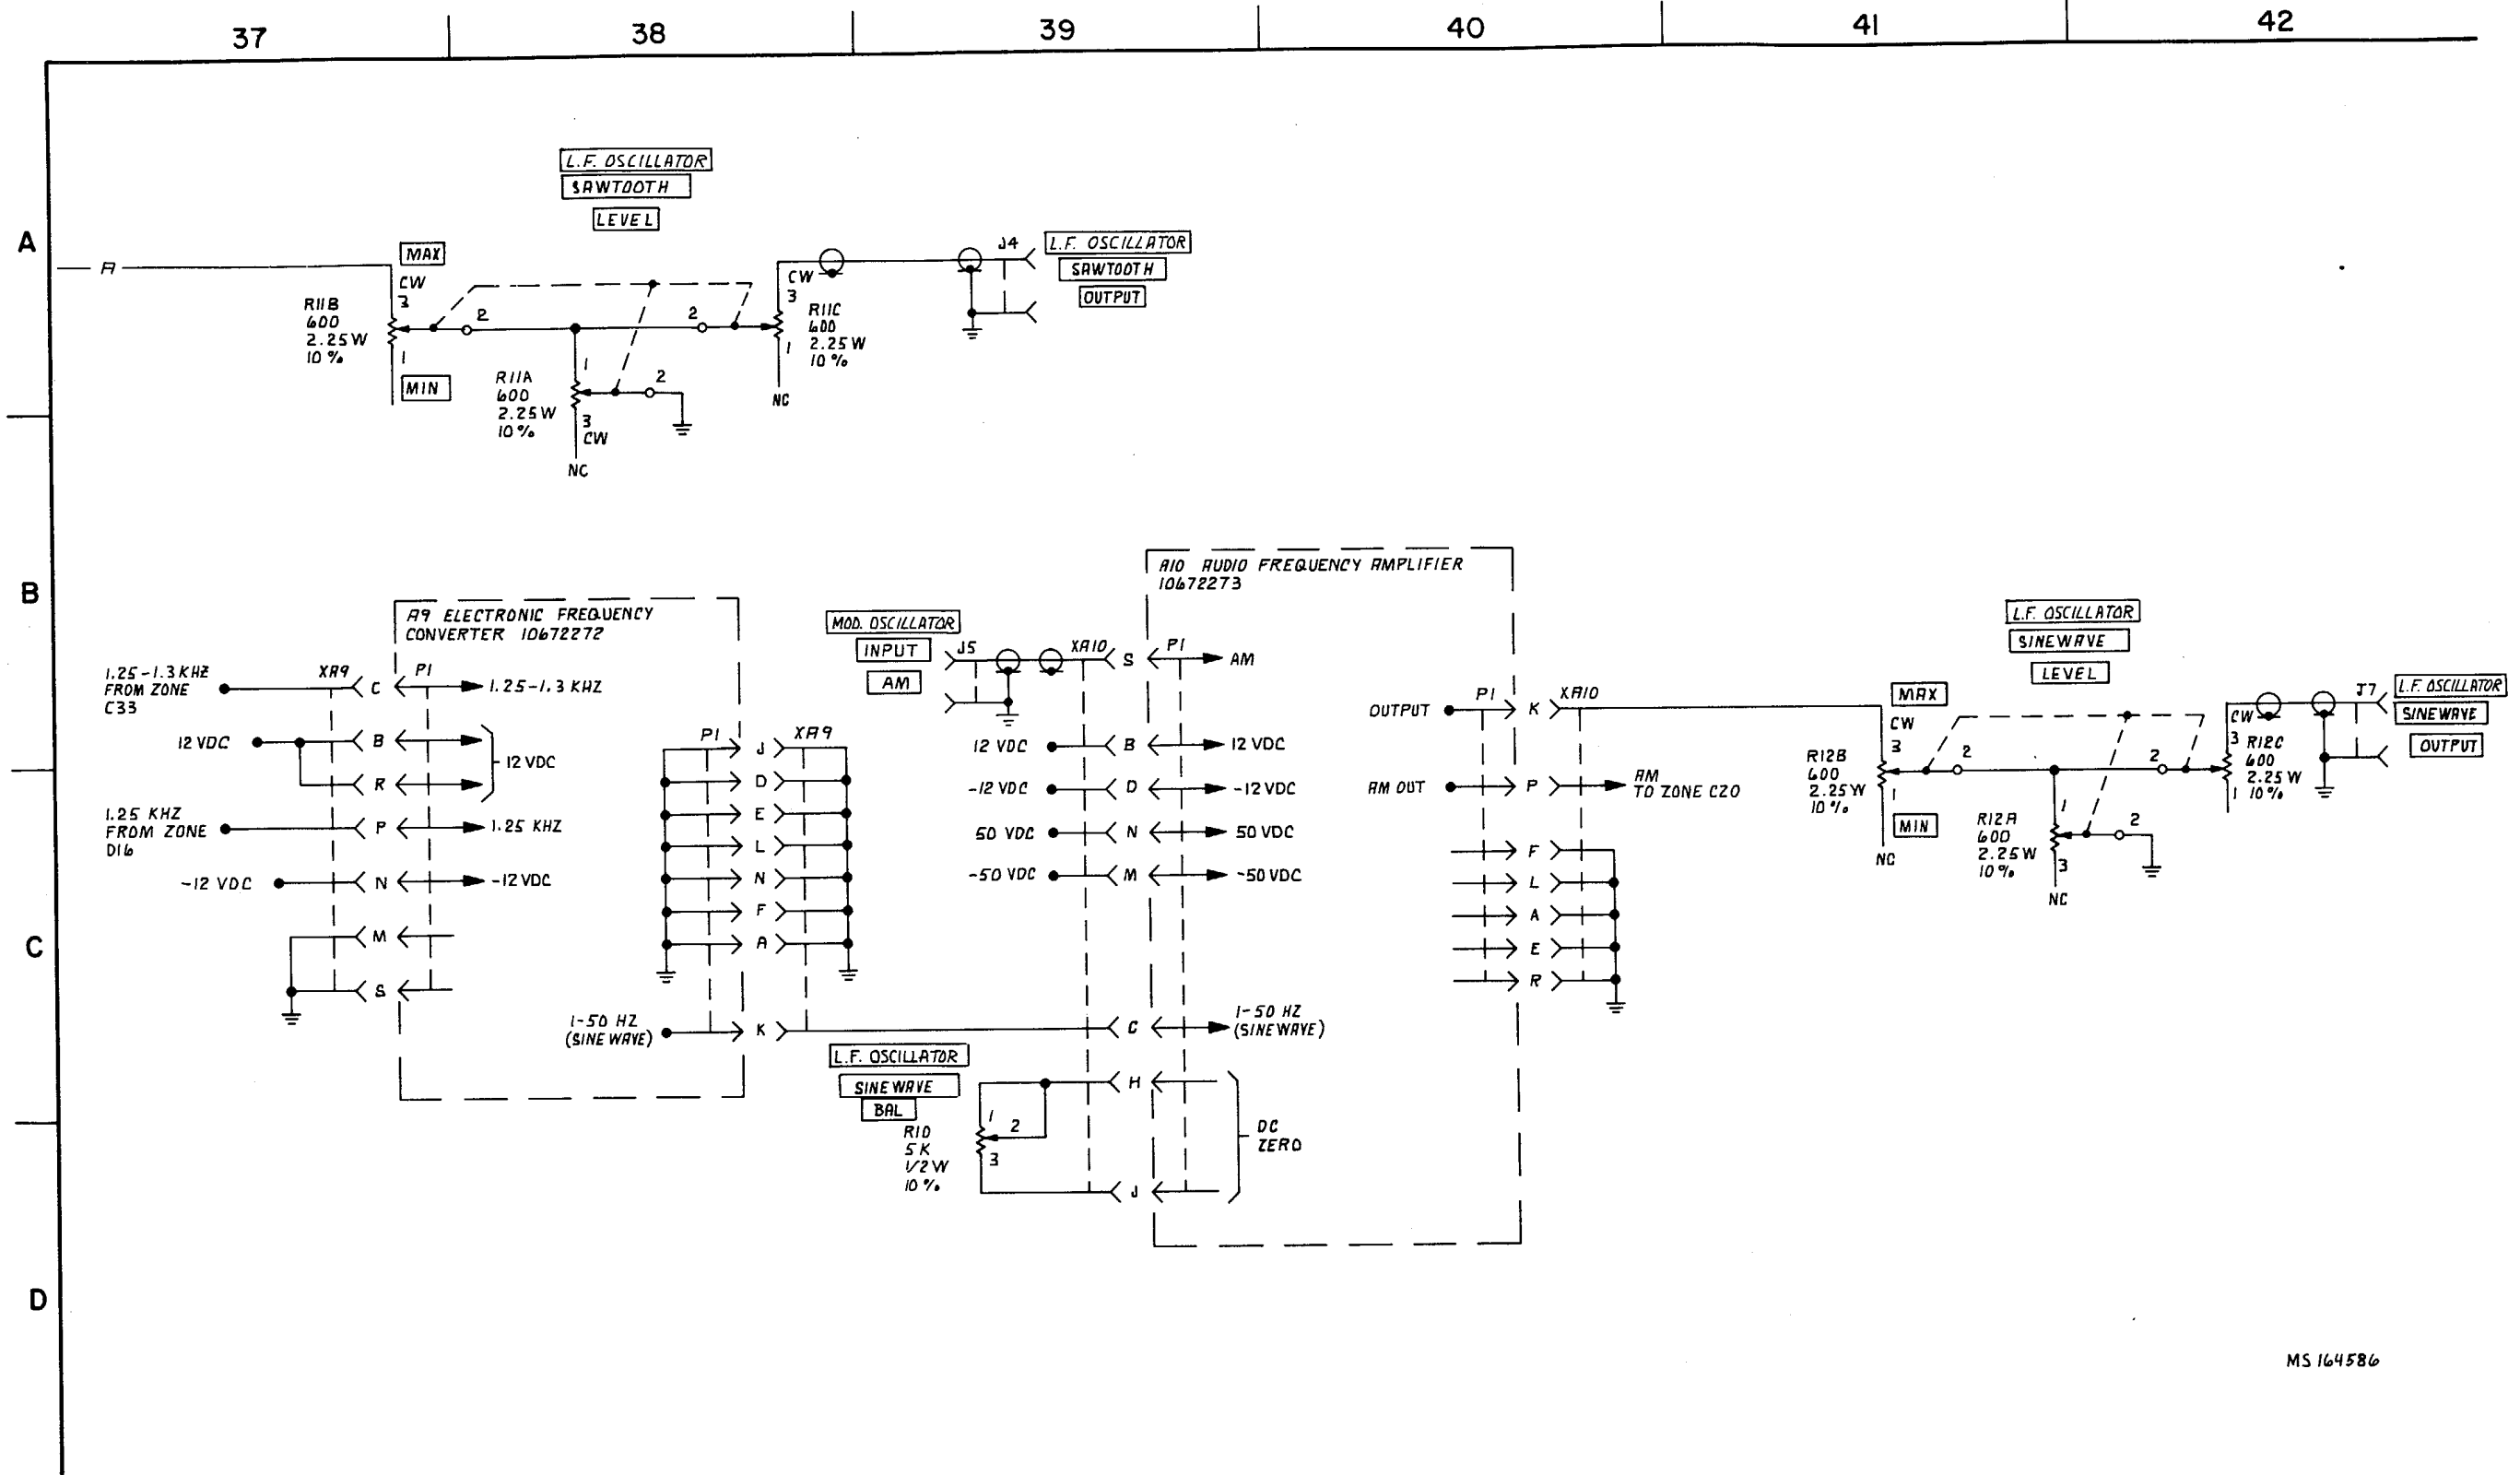 37 38 39 40 41 42
A
L.F. OSCILLATOR
SAWTOOTH
LEVEL
A
MAX
CW
3
R11B
600
2.25W
10%
1
MIN
2
2
R11A
600
2.25W
10%
1
2
3
CW
NC
CW
3
R11C
600
2.25W
10%
1
NC
J4
L.F. OSCILLATOR
SAWTOOTH
OUTPUT
B
A9 ELECTRONIC FREQUENCY
CONVERTER 10672272
1.25-1.3 KHZ
FROM ZONE
C33
XA9
C
P1
1.25-1.3 KHZ
12 VDC
B
R
12 VDC
1.25 KHZ
FROM ZONE
D16
P
1.25 KHZ
-12 VDC
N
-12 VDC
M
S
P1
XA9
J
D
E
L
N
F
A
1-50 HZ
(SINE WAVE)
K
MOD. OSCILLATOR
INPUT
AM
J5
A10 AUDIO FREQUENCY AMPLIFIER
10672273
XA10
S
P1
AM
12 VDC
B
12 VDC
-12 VDC
D
-12 VDC
50 VDC
N
50 VDC
-50 VDC
M
-50 VDC
C
1-50 HZ
(SINEWAVE)
L.F. OSCILLATOR
SINEWAVE
BAL
R10
5K
1/2W
10%
1
2
3
H
J
DC
ZERO
OUTPUT
P1
K
XA10
AM OUT
P
AM
TO ZONE C20
F
L
A
E
R
L.F. OSCILLATOR
SINEWAVE
LEVEL
MAX
CW
3
R12B
600
2.25W
10%
1
MIN
NC
2
2
R12A
600
2.25W
10%
1
2
3
NC
CW
3
R12C
600
2.25W
10%
1
J7
L.F. OSCILLATOR
SINEWAVE
OUTPUT
C
D
MS 164586